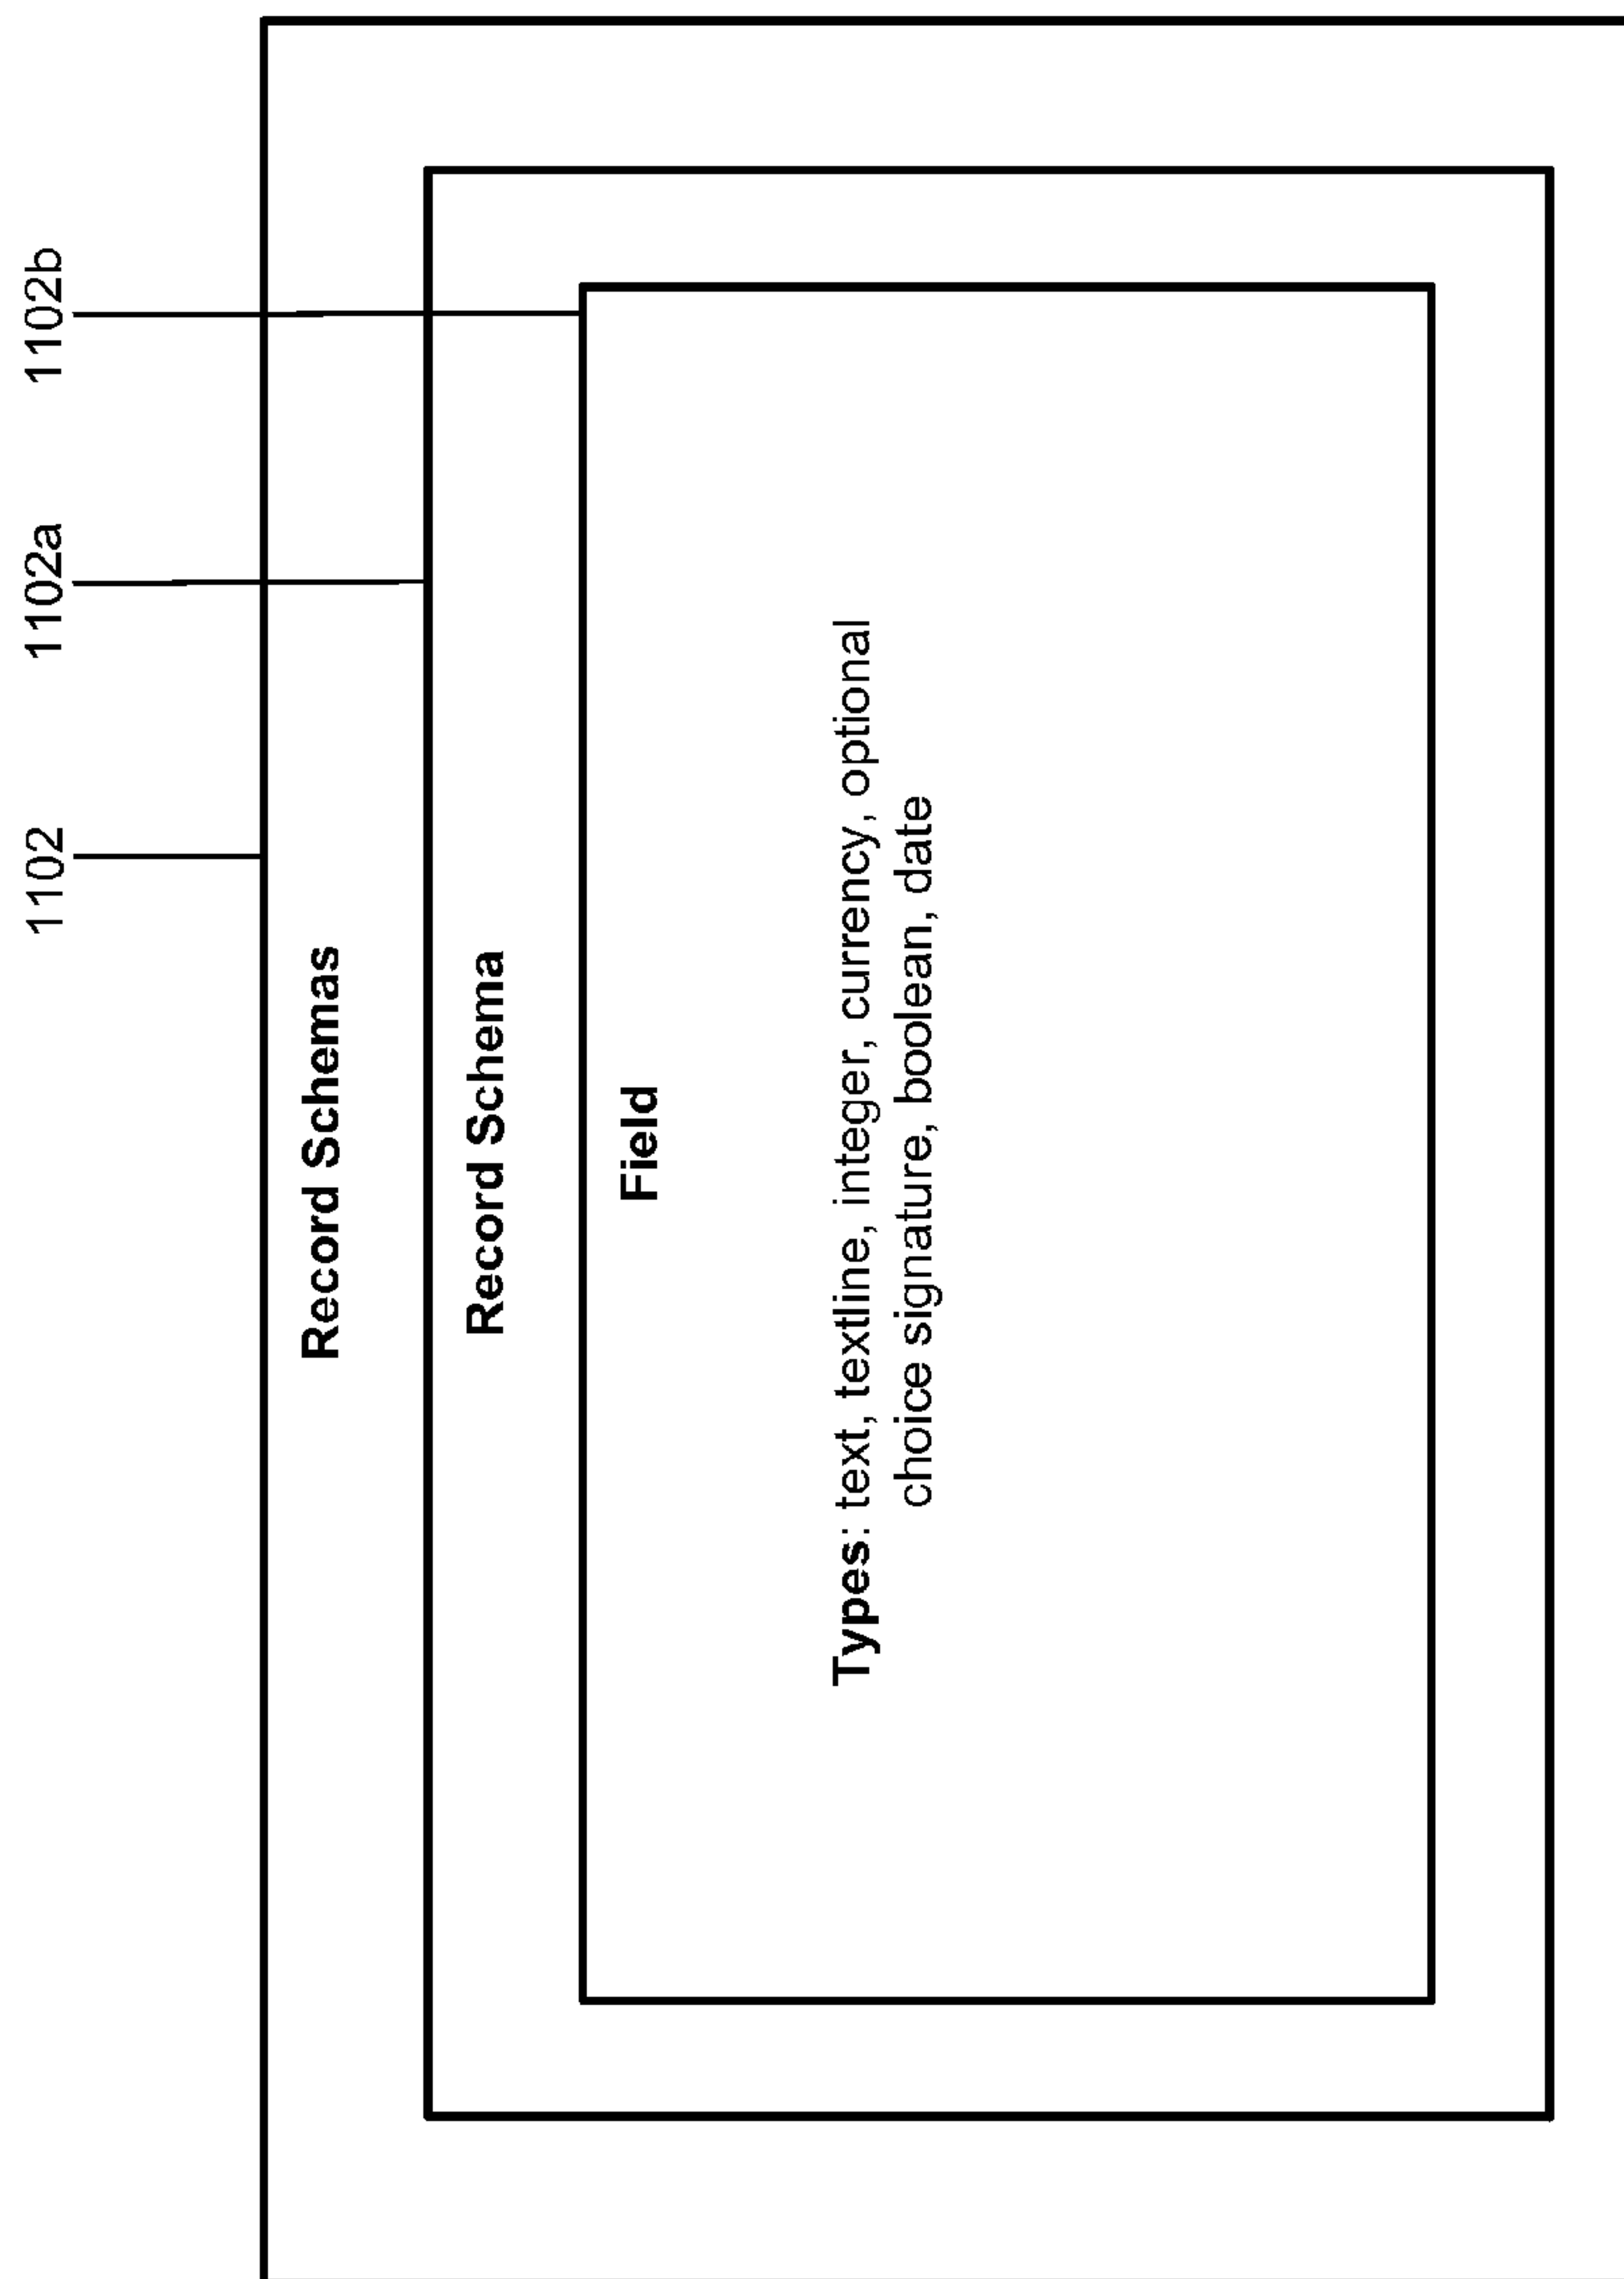 1102
1102a
1102b
Record Schemas
Record Schema
Field
Types: text, textline, integer, currency, optional
choice signature, boolean, date